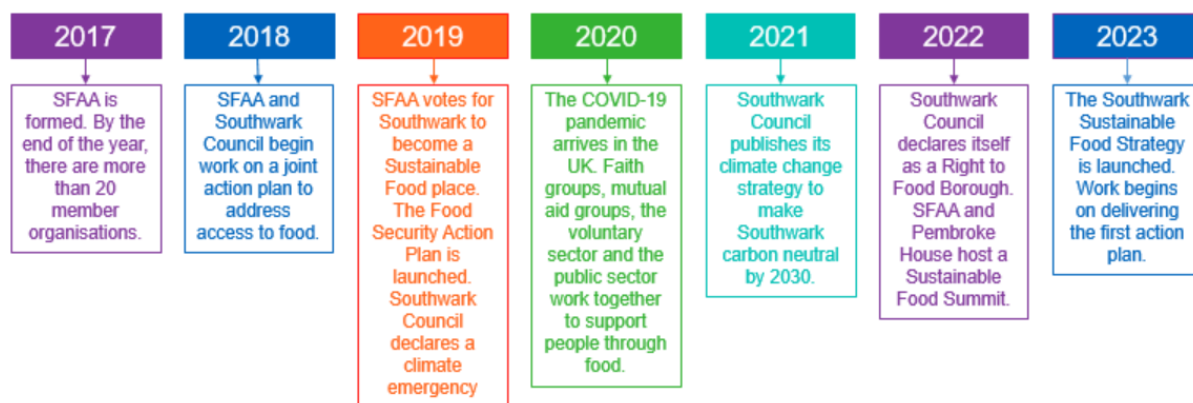 2017
SFAA is
formed. By the
end of the year,
there are more
than 20
member
organisations.
2018
SFAA and
Southwark
Council begin
work on a joint
action plan to
address
access to food.
2019
SFAA votes for
Southwark to
become a
Sustainable
Food place.
The Food
Security Action
Plan is
launched.
Southwark
Council
declares a
climate
emergency
2020
The COVID-19
pandemic
arrives in the
UK. Faith
groups, mutual
aid groups, the
voluntary
sector and the
public sector
work together
to support
people through
food.
2021
Southwark
Council
publishes its
climate change
strategy to
make
Southwark
carbon neutral
by 2030.
2022
Southwark
Council
declares itself
as a Right to
Food Borough.
SFAA and
Pembroke
House host a
Sustainable
Food Summit.
2023
The Southwark
Sustainable
Food Strategy
is launched.
Work begins
on delivering
the first action
plan.